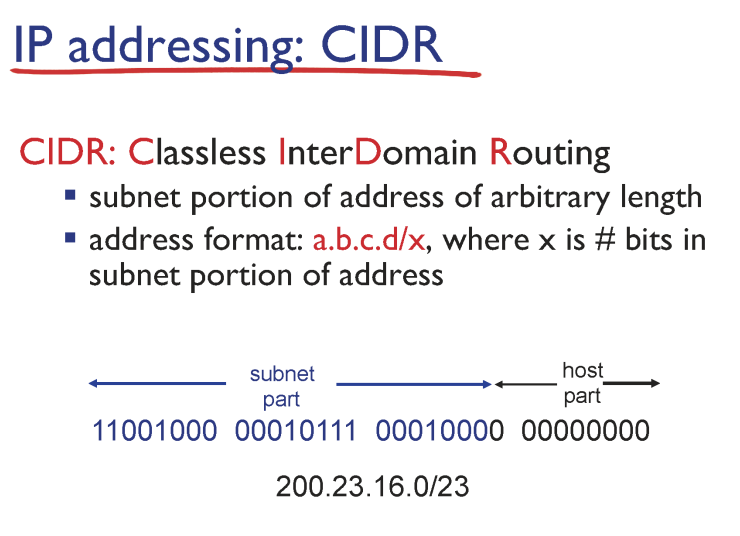 IP addressing: CIDR
CIDR: Classless InterDomain Routing
▪ subnet portion of address of arbitrary length
▪ address format: a.b.c.d/x, where x is # bits in
subnet portion of address
subnet
part
host
part
11001000 00010111 00010000 00000000
200.23.16.0/23